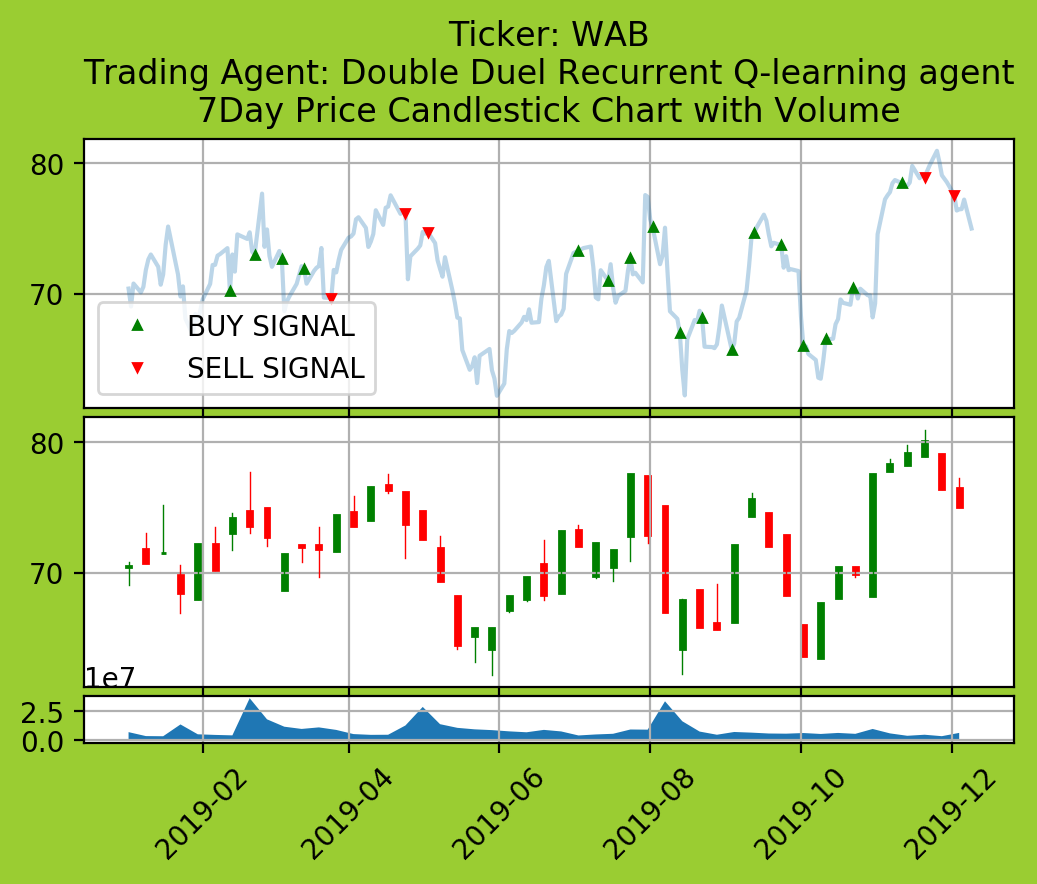 Ticker: WAB
Trading Agent: Double Duel Recurrent Q-learning agent
7Day Price Candlestick Chart with Volume
80
70
BUY SIGNAL
SELL SIGNAL
80
70
1e7
2.5
0.0
2019-02
2019-04
2019-06
2019-08
2019-10
2019-12